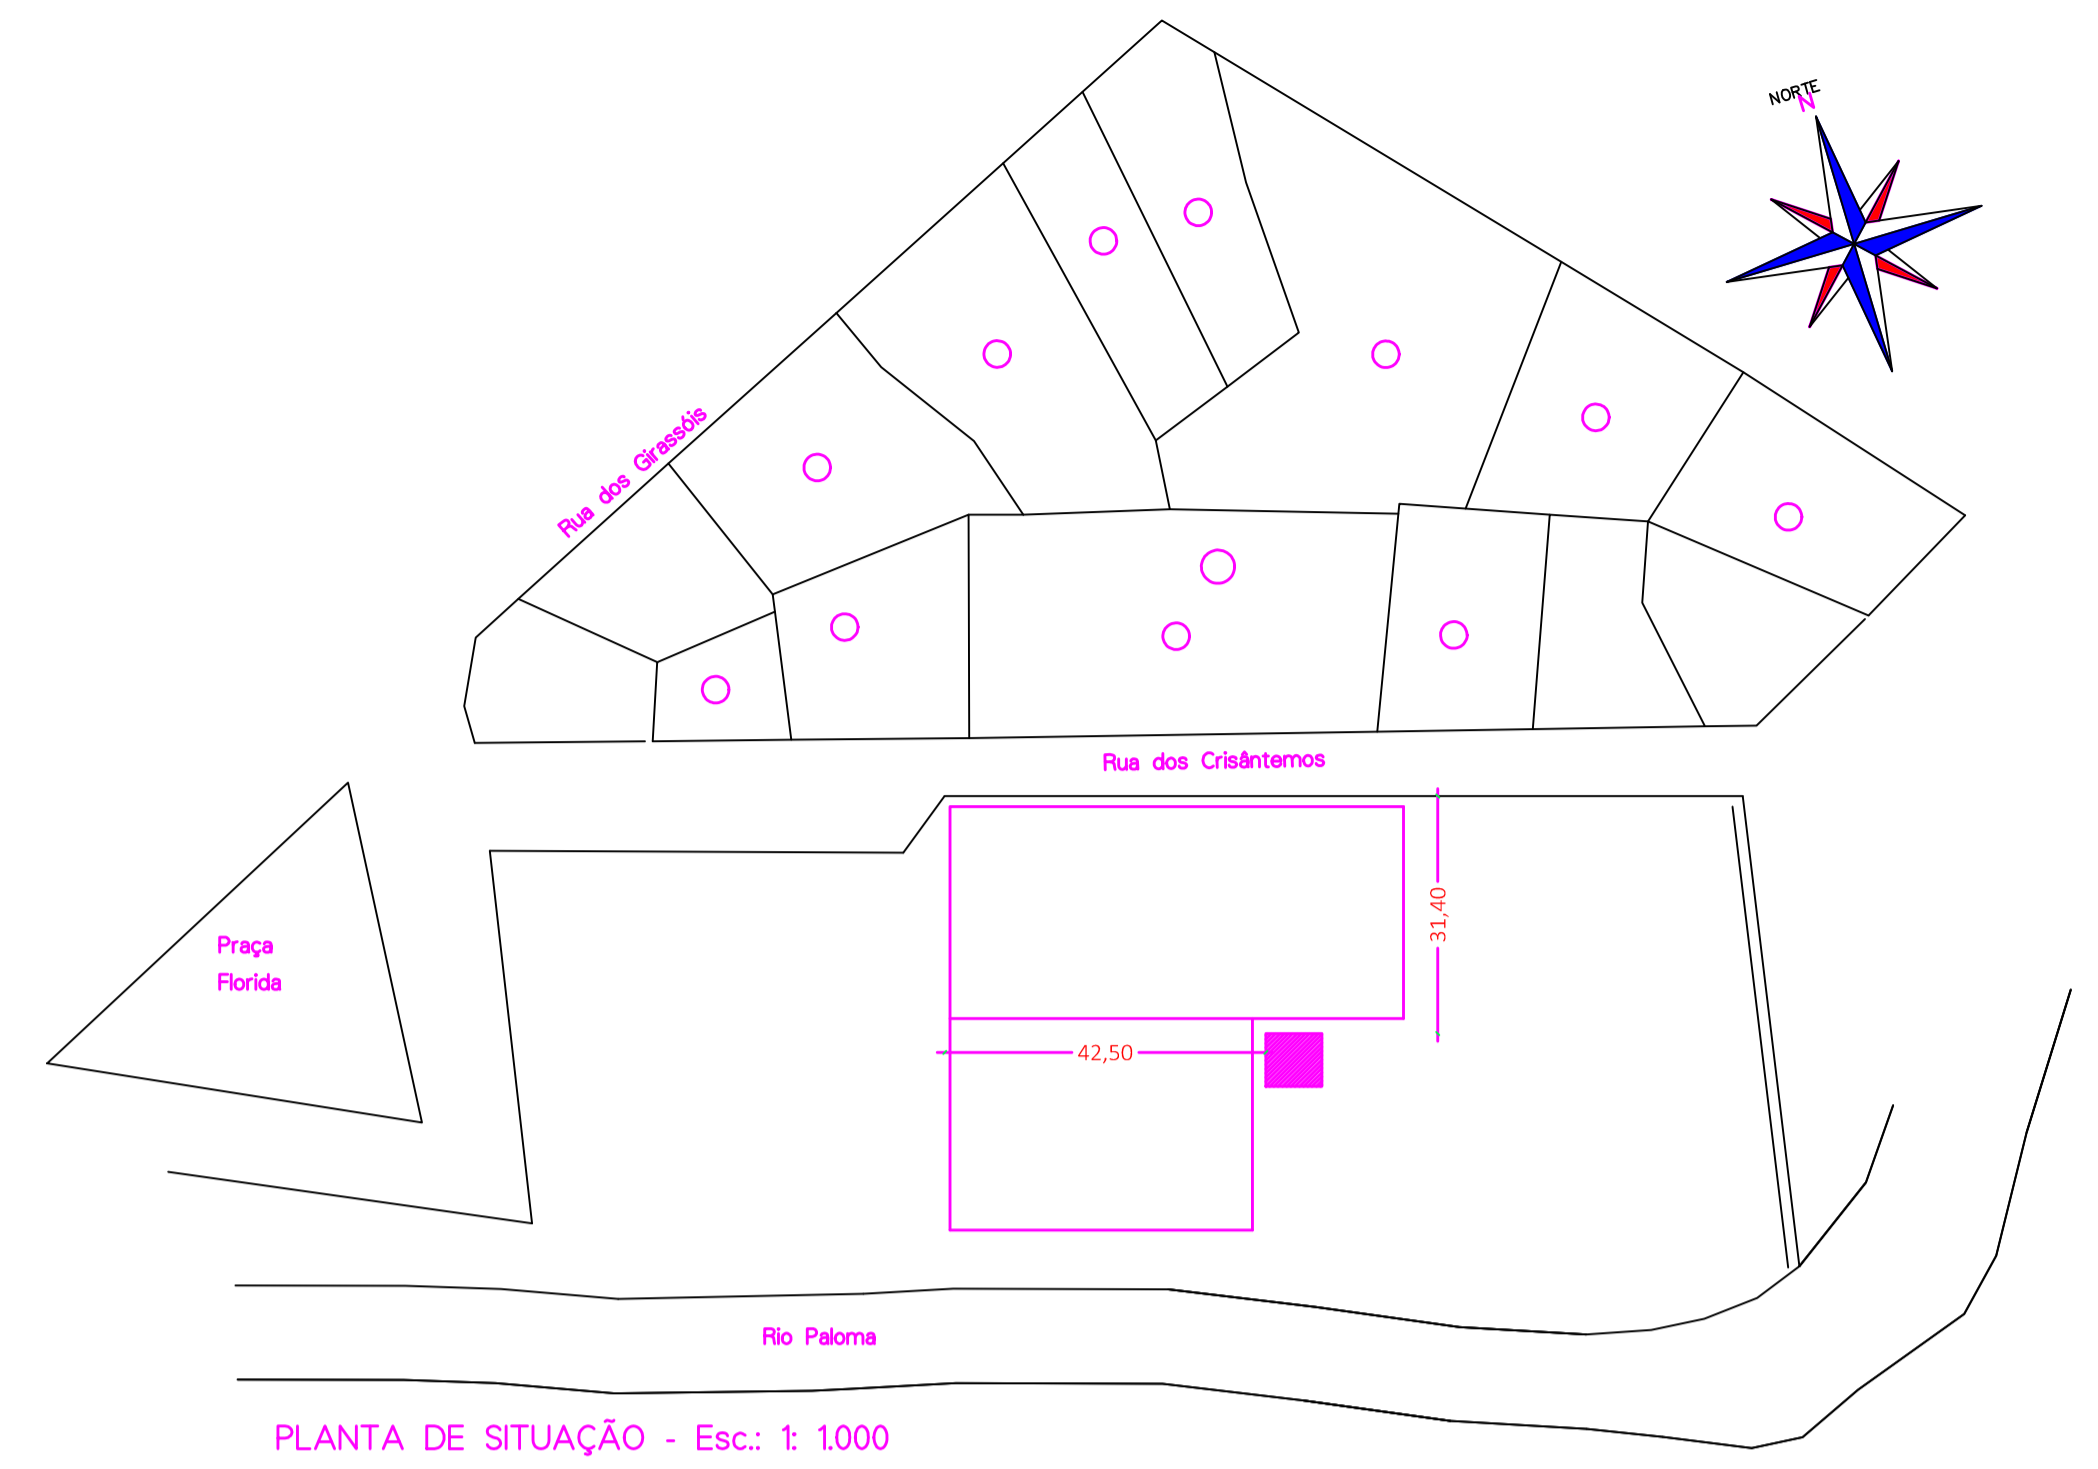 NORTE
N
Rua dos Girassóis
Rua dos Crisântemos
31,40
Praça
Florida
42,50
Rio Paloma
PLANTA DE SITUAÇÃO - Esc.: 1: 1.000